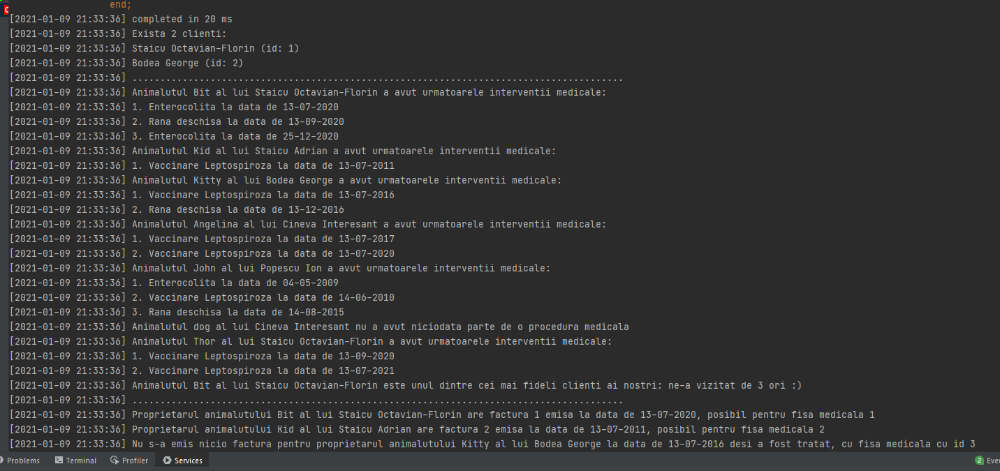 end;
[2021-01-09 21:33:36] completed in 20 ms
[2021-01-09 21:33:36] Exista 2 clienti:
[2021-01-09 21:33:36] Staicu Octavian-Florin (id: 1)
[2021-01-09 21:33:36] Bodea George (id: 2)
[2021-01-09 21:33:36] ........................................................................................
[2021-01-09 21:33:36] Animalutul Bit al lui Staicu Octavian-Florin a avut urmatoarele interventii medicale:
[2021-01-09 21:33:36] 1. Enterocolita la data de 13-07-2020
[2021-01-09 21:33:36] 2. Rana deschisa la data de 13-09-2020
[2021-01-09 21:33:36] 3. Enterocolita la data de 25-12-2020
[2021-01-09 21:33:36] Animalutul Kid al lui Staicu Adrian a avut urmatoarele interventii medicale:
[2021-01-09 21:33:36] 1. Vaccinare Leptospiroza la data de 13-07-2011
[2021-01-09 21:33:36] Animalutul Kitty al lui Bodea George a avut urmatoarele interventii medicale:
[2021-01-09 21:33:36] 1. Vaccinare Leptospiroza la data de 13-07-2016
[2021-01-09 21:33:36] 2. Rana deschisa la data de 13-12-2016
[2021-01-09 21:33:36] Animalutul Angelina al lui Cineva Interesant a avut urmatoarele interventii medicale:
[2021-01-09 21:33:36] 1. Vaccinare Leptospiroza la data de 13-07-2017
[2021-01-09 21:33:36] 2. Vaccinare Leptospiroza la data de 13-07-2020
[2021-01-09 21:33:36] Animalutul John al lui Popescu Ion a avut urmatoarele interventii medicale:
[2021-01-09 21:33:36] 1. Enterocolita la data de 04-05-2009
[2021-01-09 21:33:36] 2. Vaccinare Leptospiroza la data de 14-06-2010
[2021-01-09 21:33:36] 3. Rana deschisa la data de 14-08-2015
[2021-01-09 21:33:36] Animalutul dog al lui Cineva Interesant nu a avut niciodata parte de o procedura medicala
[2021-01-09 21:33:36] Animalutul Thor al lui Staicu Octavian-Florin a avut urmatoarele interventii medicale:
[2021-01-09 21:33:36] 1. Vaccinare Leptospiroza la data de 13-09-2020
[2021-01-09 21:33:36] 2. Vaccinare Leptospiroza la data de 13-07-2021
[2021-01-09 21:33:36] Animalutul Bit al lui Staicu Octavian-Florin este unul dintre cei mai fideli clienti ai nostri: ne-a vizitat de 3 ori :)
[2021-01-09 21:33:36] ........................................................................................
[2021-01-09 21:33:36] Proprietarul animalutului Bit al lui Staicu Octavian-Florin are factura 1 emisa la data de 13-07-2020, posibil pentru fisa medicala 1
[2021-01-09 21:33:36] Proprietarul animalutului Kid al lui Staicu Adrian are factura 2 emisa la data de 13-07-2011, posibil pentru fisa medicala 2
[2021-01-09 21:33:36] Nu s-a emis nicio factura pentru proprietarul animalutului Kitty al lui Bodea George la data de 13-07-2016 desi a fost tratat, cu fisa medicala cu id 3
Problems Terminal Profiler Services 2 Ever